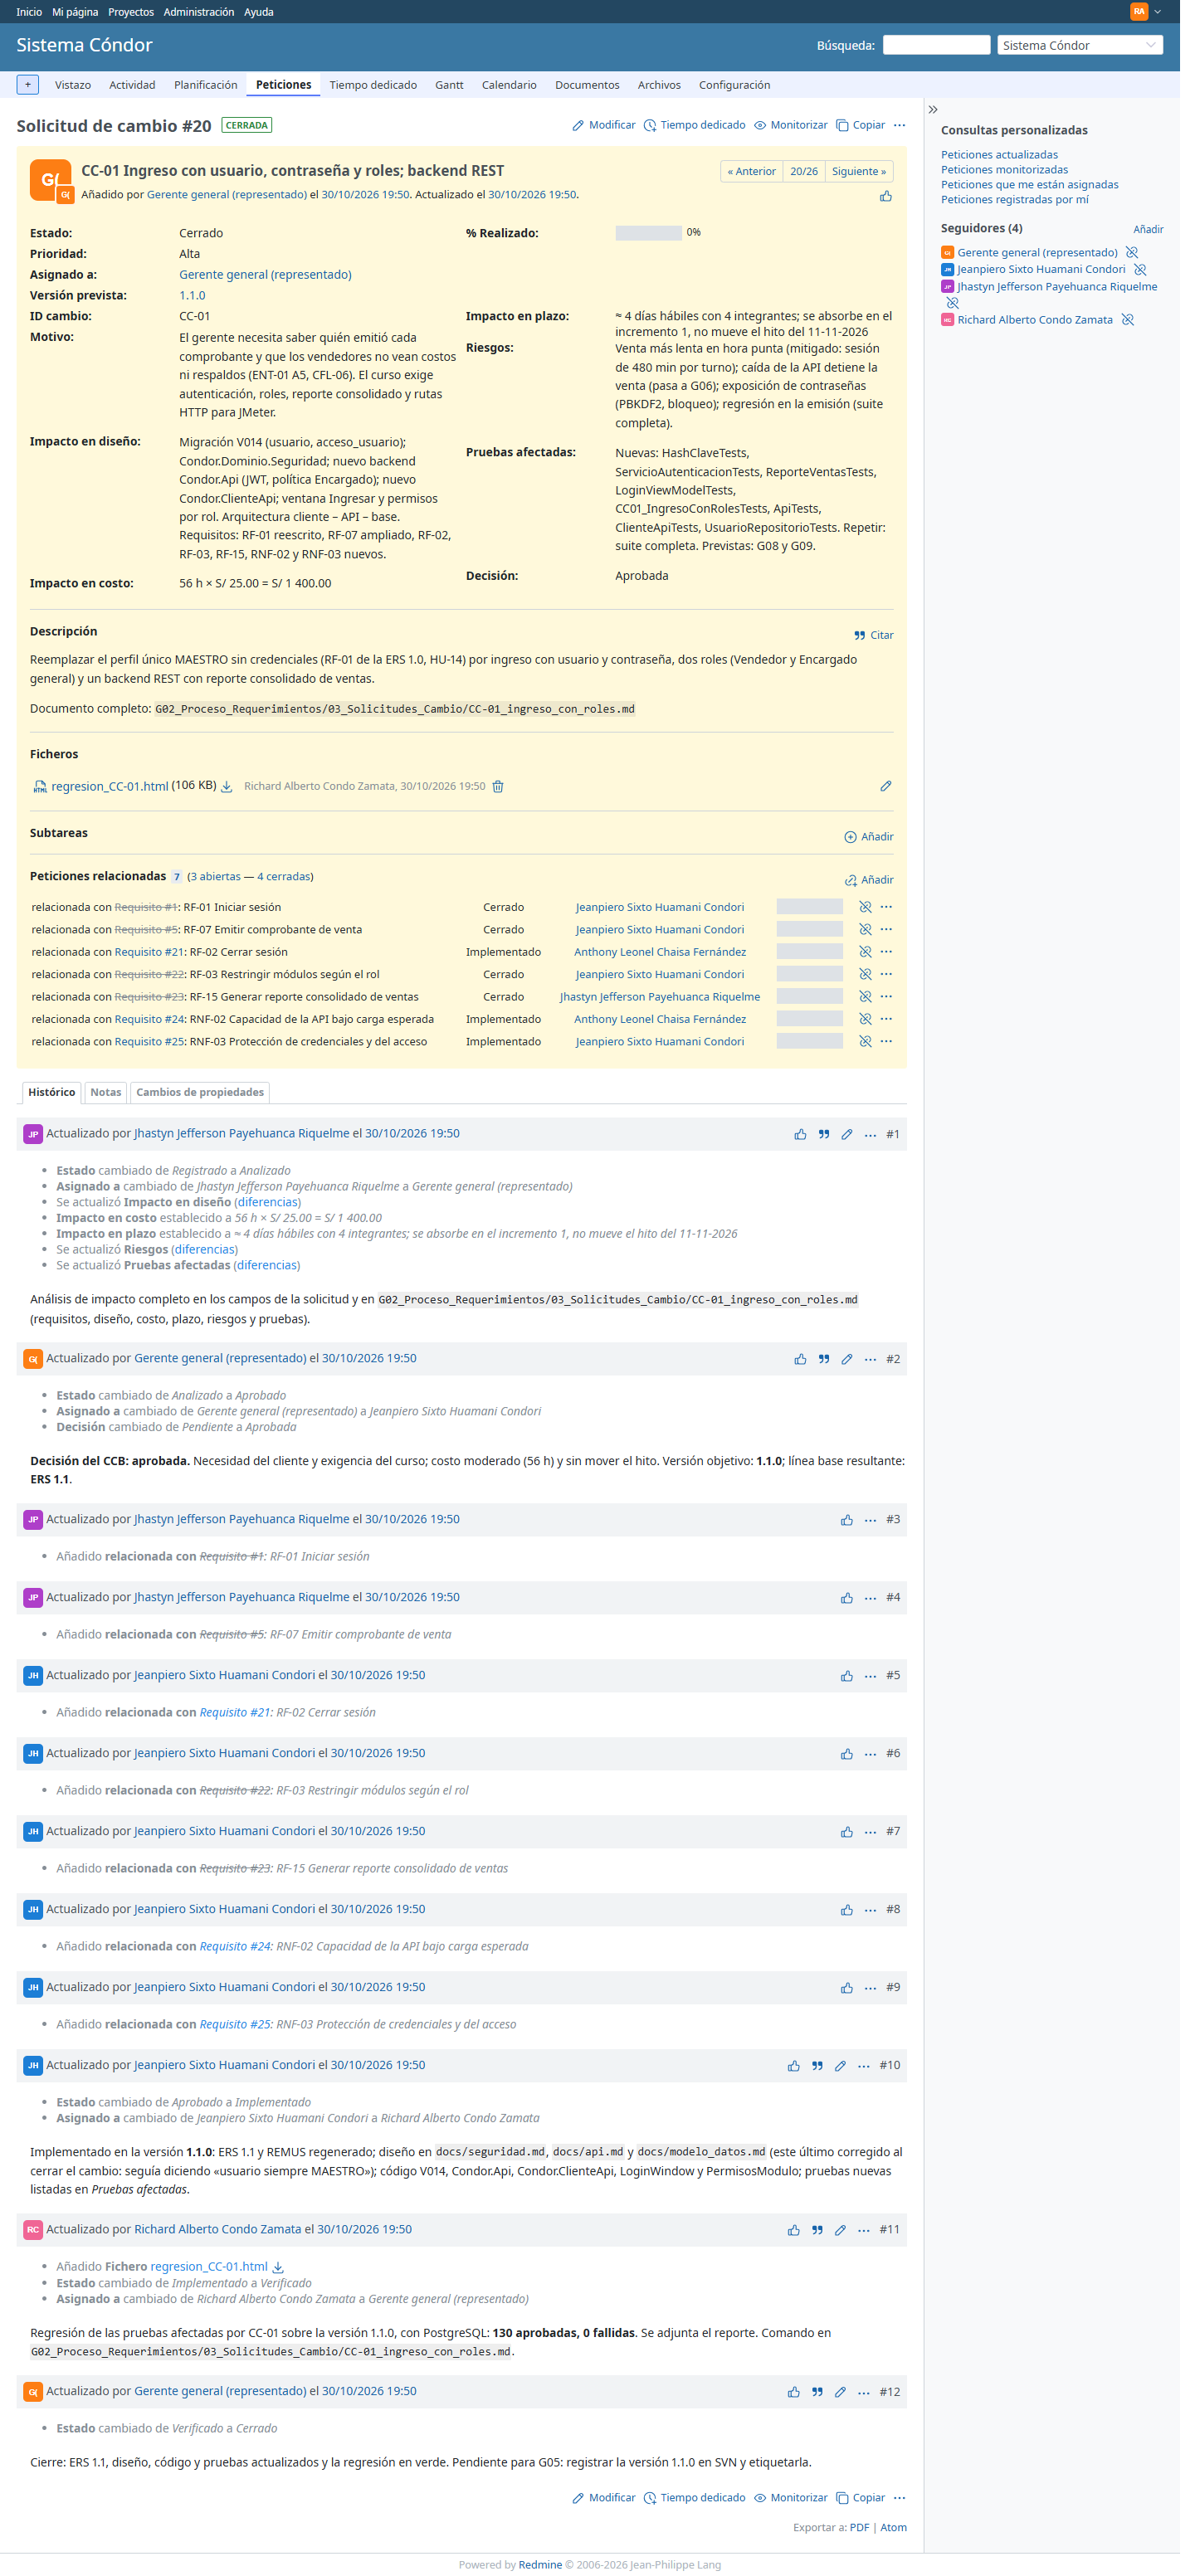 Inicio Mi página Proyectos Administración Ayuda
RA
Sistema Cóndor
Búsqueda:
Sistema Cóndor
+ Vistazo Actividad Planificación Peticiones Tiempo dedicado Gantt Calendario Documentos Archivos Configuración
Solicitud de cambio #20 CERRADA
Modificar Tiempo dedicado Monitorizar Copiar ...
G(
G(
CC-01 Ingreso con usuario, contraseña y roles; backend REST
« Anterior 20/26 Siguiente »
Añadido por Gerente general (representado) el 30/10/2026 19:50. Actualizado el 30/10/2026 19:50.
Estado: Cerrado
Prioridad: Alta
Asignado a: Gerente general (representado)
Versión prevista: 1.1.0
ID cambio: CC-01
Motivo: El gerente necesita saber quién emitió cada
comprobante y que los vendedores no vean costos
ni respaldos (ENT-01 A5, CFL-06). El curso exige
autenticación, roles, reporte consolidado y rutas
HTTP para JMeter.
Impacto en diseño: Migración V014 (usuario, acceso_usuario);
Condor.Dominio.Seguridad; nuevo backend
Condor.Api (JWT, política Encargado); nuevo
Condor.ClienteApi; ventana Ingresar y permisos
por rol. Arquitectura cliente – API – base.
Requisitos: RF-01 reescrito, RF-07 ampliado, RF-02,
RF-03, RF-15, RNF-02 y RNF-03 nuevos.
Impacto en costo: 56 h × S/ 25.00 = S/ 1 400.00
% Realizado: 0%
Impacto en plazo: ≈ 4 días hábiles con 4 integrantes; se absorbe en el
incremento 1, no mueve el hito del 11-11-2026
Riesgos: Venta más lenta en hora punta (mitigado: sesión
de 480 min por turno); caída de la API detiene la
venta (pasa a G06); exposición de contraseñas
(PBKDF2, bloqueo); regresión en la emisión (suite
completa).
Pruebas afectadas: Nuevas: HashClaveTests,
ServicioAutenticacionTests, ReporteVentasTests,
LoginViewModelTests,
CC01_IngresoConRolesTests, ApiTests,
ClienteApiTests, UsuarioRepositorioTests. Repetir:
suite completa. Previstas: G08 y G09.
Decisión: Aprobada
Descripción
Citar
Reemplazar el perfil único MAESTRO sin credenciales (RF-01 de la ERS 1.0, HU-14) por ingreso con usuario y contraseña, dos roles (Vendedor y Encargado
general) y un backend REST con reporte consolidado de ventas.
Documento completo: G02_Proceso_Requerimientos/03_Solicitudes_Cambio/CC-01_ingreso_con_roles.md
Ficheros
HTML regresion_CC-01.html (106 KB) Richard Alberto Condo Zamata, 30/10/2026 19:50
Subtareas
Añadir
Peticiones relacionadas 7 (3 abiertas — 4 cerradas)
Añadir
relacionada con Requisito #1: RF-01 Iniciar sesión Cerrado Jeanpiero Sixto Huamani Condori ...
relacionada con Requisito #5: RF-07 Emitir comprobante de venta Cerrado Jeanpiero Sixto Huamani Condori ...
relacionada con Requisito #21: RF-02 Cerrar sesión Implementado Anthony Leonel Chaisa Fernández ...
relacionada con Requisito #22: RF-03 Restringir módulos según el rol Cerrado Jeanpiero Sixto Huamani Condori ...
relacionada con Requisito #23: RF-15 Generar reporte consolidado de ventas Cerrado Jhastyn Jefferson Payehuanca Riquelme ...
relacionada con Requisito #24: RNF-02 Capacidad de la API bajo carga esperada Implementado Anthony Leonel Chaisa Fernández ...
relacionada con Requisito #25: RNF-03 Protección de credenciales y del acceso Implementado Jeanpiero Sixto Huamani Condori ...
Histórico Notas Cambios de propiedades
JP Actualizado por Jhastyn Jefferson Payehuanca Riquelme el 30/10/2026 19:50 ... #1
• Estado cambiado de Registrado a Analizado
• Asignado a cambiado de Jhastyn Jefferson Payehuanca Riquelme a Gerente general (representado)
• Se actualizó Impacto en diseño (diferencias)
• Impacto en costo establecido a 56 h × S/ 25.00 = S/ 1 400.00
• Impacto en plazo establecido a ≈ 4 días hábiles con 4 integrantes; se absorbe en el incremento 1, no mueve el hito del 11-11-2026
• Se actualizó Riesgos (diferencias)
• Se actualizó Pruebas afectadas (diferencias)
Análisis de impacto completo en los campos de la solicitud y en G02_Proceso_Requerimientos/03_Solicitudes_Cambio/CC-01_ingreso_con_roles.md
(requisitos, diseño, costo, plazo, riesgos y pruebas).
G( Actualizado por Gerente general (representado) el 30/10/2026 19:50 ... #2
• Estado cambiado de Analizado a Aprobado
• Asignado a cambiado de Gerente general (representado) a Jeanpiero Sixto Huamani Condori
• Decisión cambiado de Pendiente a Aprobada
Decisión del CCB: aprobada. Necesidad del cliente y exigencia del curso; costo moderado (56 h) y sin mover el hito. Versión objetivo: 1.1.0; línea base resultante:
ERS 1.1.
JP Actualizado por Jhastyn Jefferson Payehuanca Riquelme el 30/10/2026 19:50 ... #3
• Añadido relacionada con Requisito #1: RF-01 Iniciar sesión
JP Actualizado por Jhastyn Jefferson Payehuanca Riquelme el 30/10/2026 19:50 ... #4
• Añadido relacionada con Requisito #5: RF-07 Emitir comprobante de venta
JH Actualizado por Jeanpiero Sixto Huamani Condori el 30/10/2026 19:50 ... #5
• Añadido relacionada con Requisito #21: RF-02 Cerrar sesión
JH Actualizado por Jeanpiero Sixto Huamani Condori el 30/10/2026 19:50 ... #6
• Añadido relacionada con Requisito #22: RF-03 Restringir módulos según el rol
JH Actualizado por Jeanpiero Sixto Huamani Condori el 30/10/2026 19:50 ... #7
• Añadido relacionada con Requisito #23: RF-15 Generar reporte consolidado de ventas
JH Actualizado por Jeanpiero Sixto Huamani Condori el 30/10/2026 19:50 ... #8
• Añadido relacionada con Requisito #24: RNF-02 Capacidad de la API bajo carga esperada
JH Actualizado por Jeanpiero Sixto Huamani Condori el 30/10/2026 19:50 ... #9
• Añadido relacionada con Requisito #25: RNF-03 Protección de credenciales y del acceso
JH Actualizado por Jeanpiero Sixto Huamani Condori el 30/10/2026 19:50 ... #10
• Estado cambiado de Aprobado a Implementado
• Asignado a cambiado de Jeanpiero Sixto Huamani Condori a Richard Alberto Condo Zamata
Implementado en la versión 1.1.0: ERS 1.1 y REMUS regenerado; diseño en docs/seguridad.md, docs/api.md y docs/modelo_datos.md (este último corregido al
cerrar el cambio: seguía diciendo «usuario siempre MAESTRO»); código V014, Condor.Api, Condor.ClienteApi, LoginWindow y PermisosModulo; pruebas nuevas
listadas en Pruebas afectadas.
RC Actualizado por Richard Alberto Condo Zamata el 30/10/2026 19:50 ... #11
• Añadido Fichero regresion_CC-01.html
• Estado cambiado de Implementado a Verificado
• Asignado a cambiado de Richard Alberto Condo Zamata a Gerente general (representado)
Regresión de las pruebas afectadas por CC-01 sobre la versión 1.1.0, con PostgreSQL: 130 aprobadas, 0 fallidas. Se adjunta el reporte. Comando en
G02_Proceso_Requerimientos/03_Solicitudes_Cambio/CC-01_ingreso_con_roles.md.
G( Actualizado por Gerente general (representado) el 30/10/2026 19:50 ... #12
• Estado cambiado de Verificado a Cerrado
Cierre: ERS 1.1, diseño, código y pruebas actualizados y la regresión en verde. Pendiente para G05: registrar la versión 1.1.0 en SVN y etiquetarla.
Modificar Tiempo dedicado Monitorizar Copiar ...
Exportar a: PDF | Atom
Consultas personalizadas
Peticiones actualizadas
Peticiones monitorizadas
Peticiones que me están asignadas
Peticiones registradas por mí
Seguidores (4) Añadir
G( Gerente general (representado)
JH Jeanpiero Sixto Huamani Condori
JP Jhastyn Jefferson Payehuanca Riquelme
RC Richard Alberto Condo Zamata
Powered by Redmine © 2006-2026 Jean-Philippe Lang